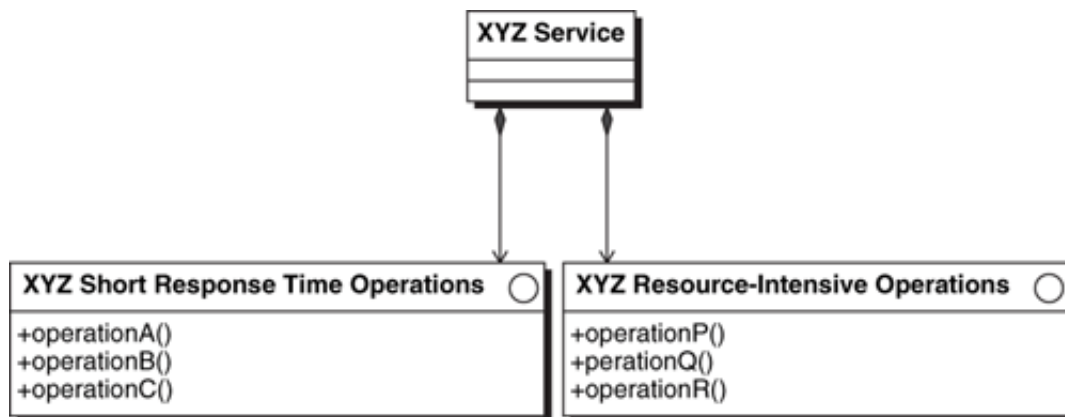 XYZ Service
XYZ Short Response Time Operations
+operationA()
+operationB()
+operationC()
XYZ Resource-Intensive Operations
+operationP()
+perationQ()
+operationR()